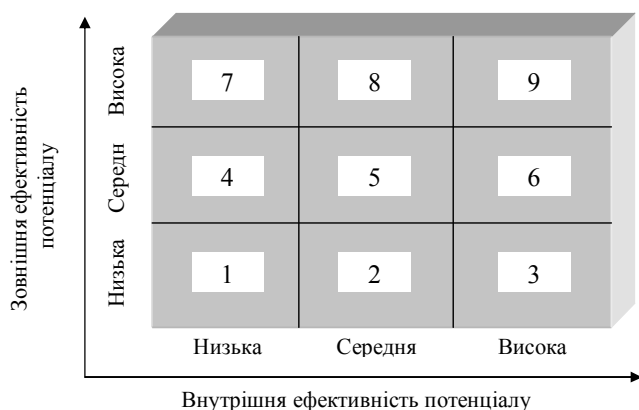 Зовнішня ефективність
потенціалу
Висока
Середн
Низька
7 8 9
4 5 6
1 2 3
Низька Середня Висока
Внутрішня ефективність потенціалу